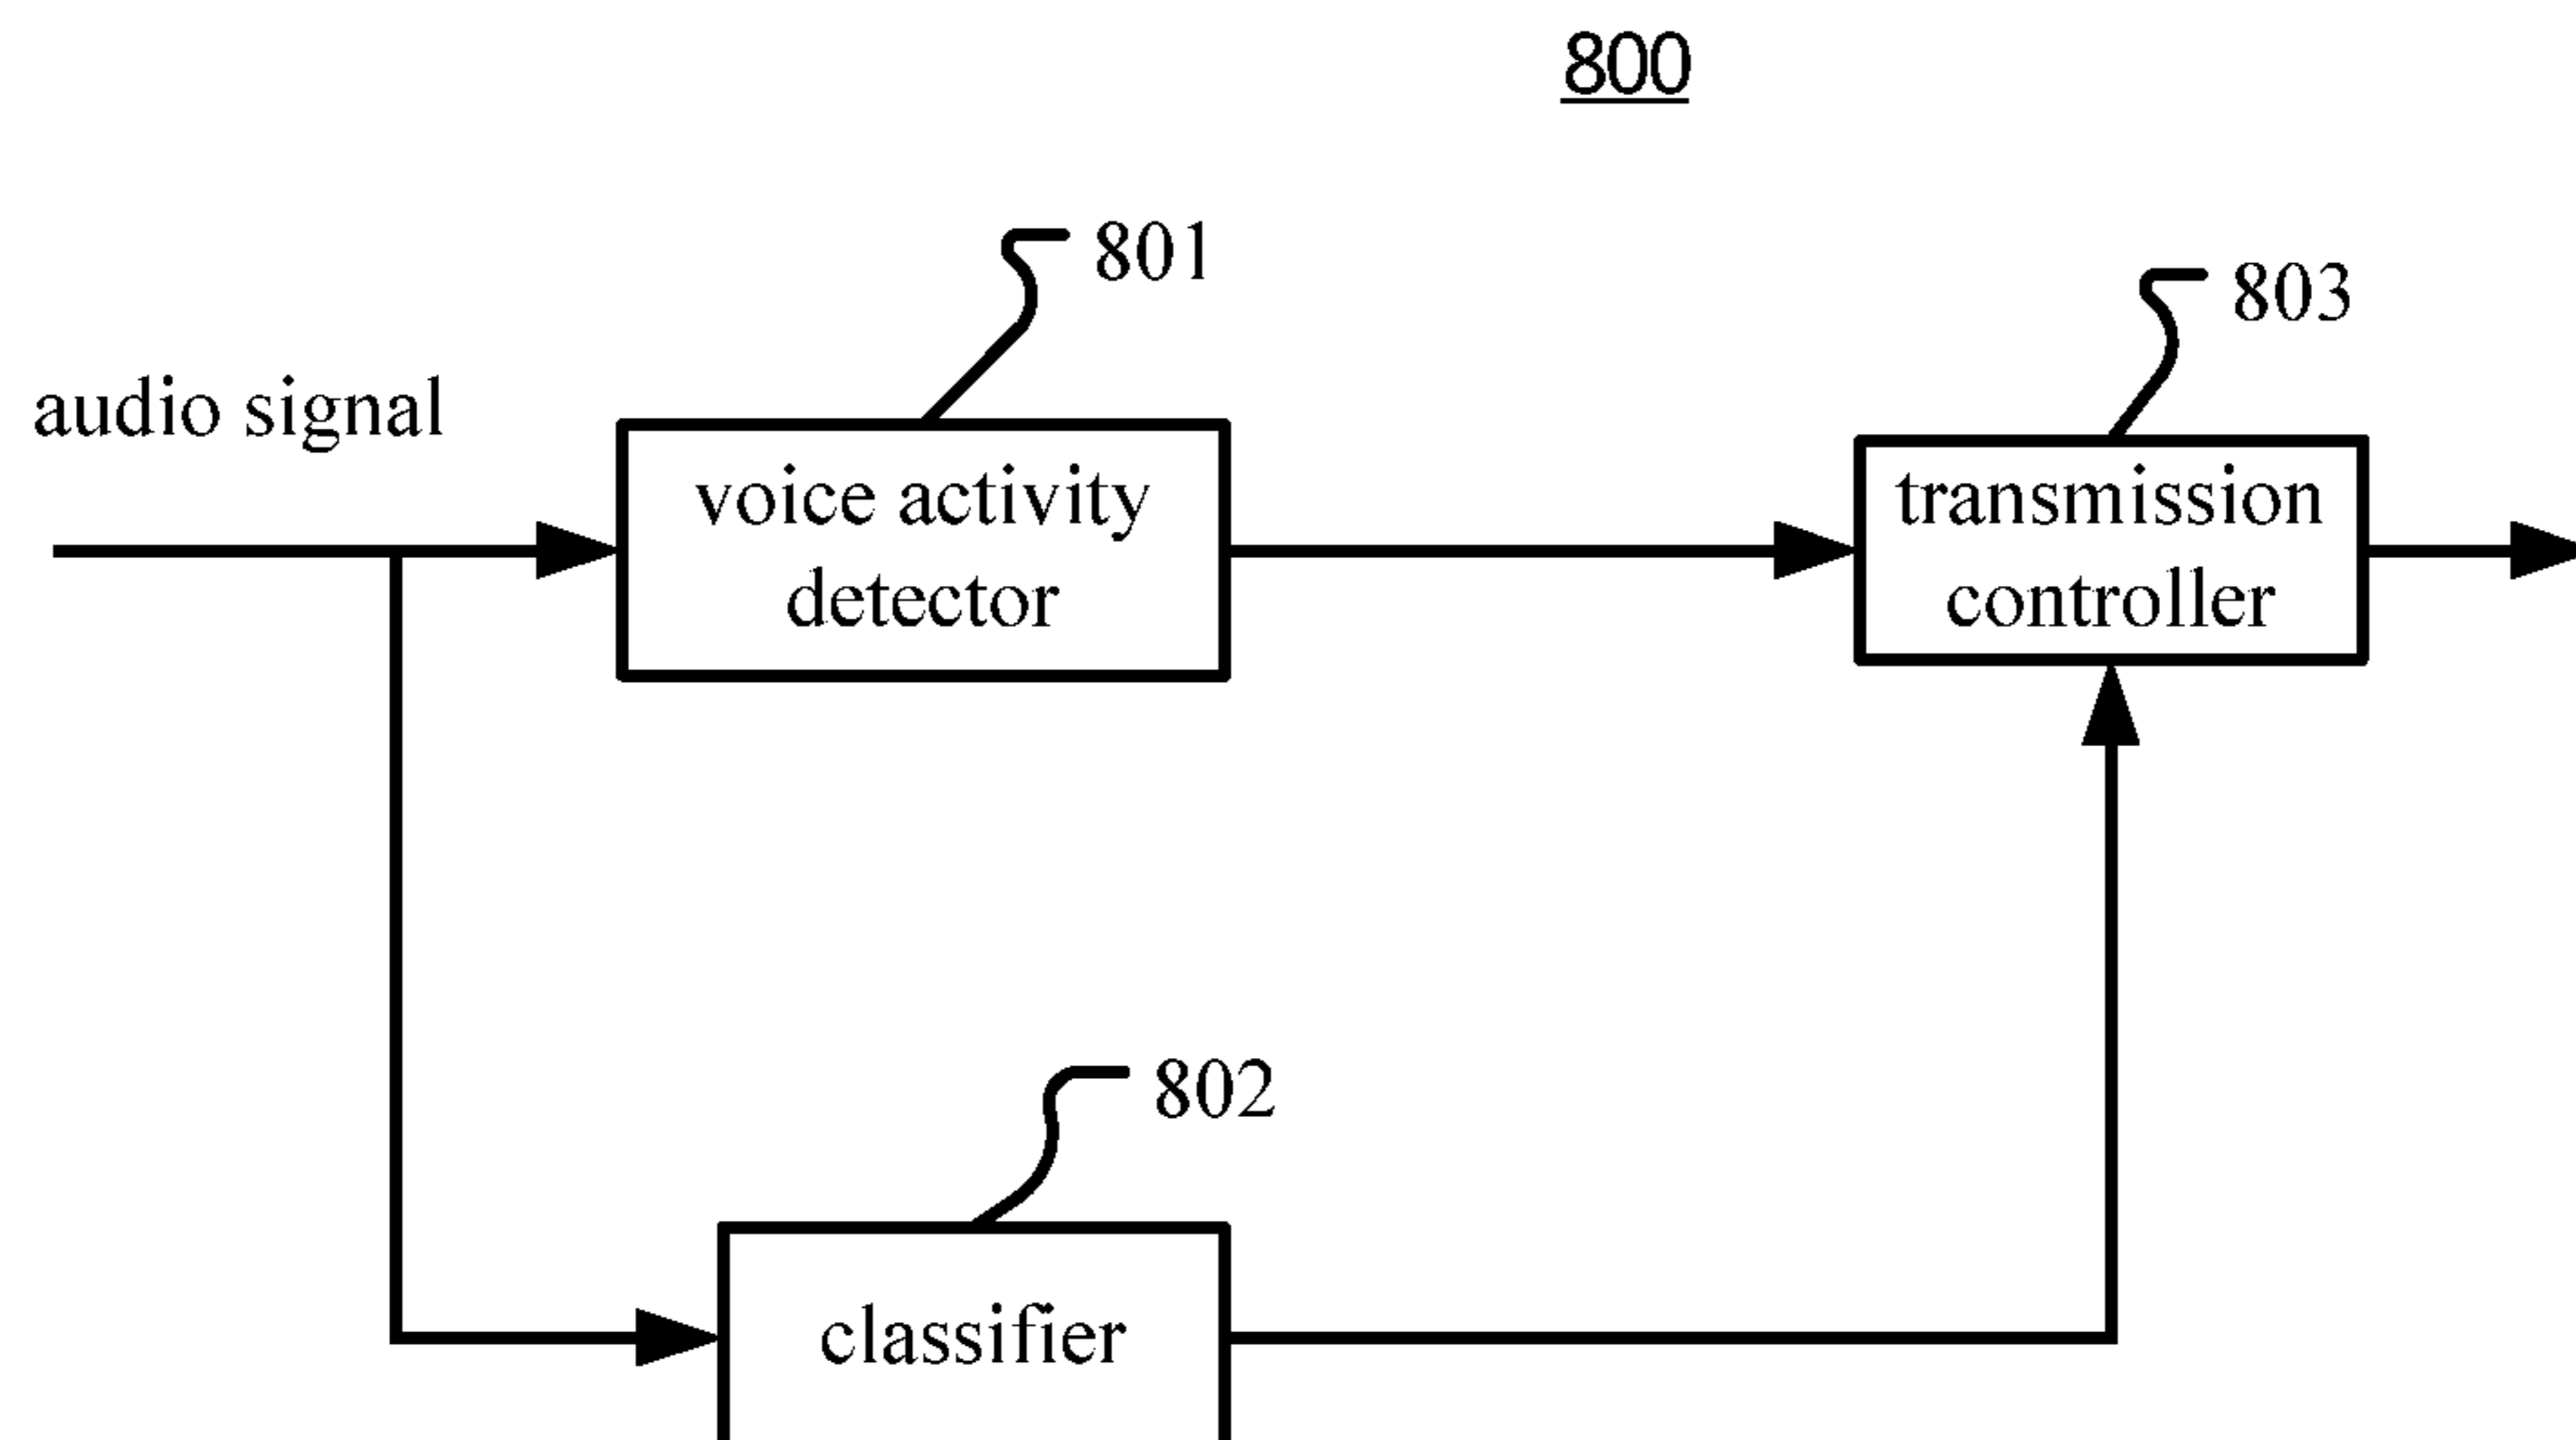 800
801
803
audio signal
voice activity
detector
transmission
controller
802
classifier